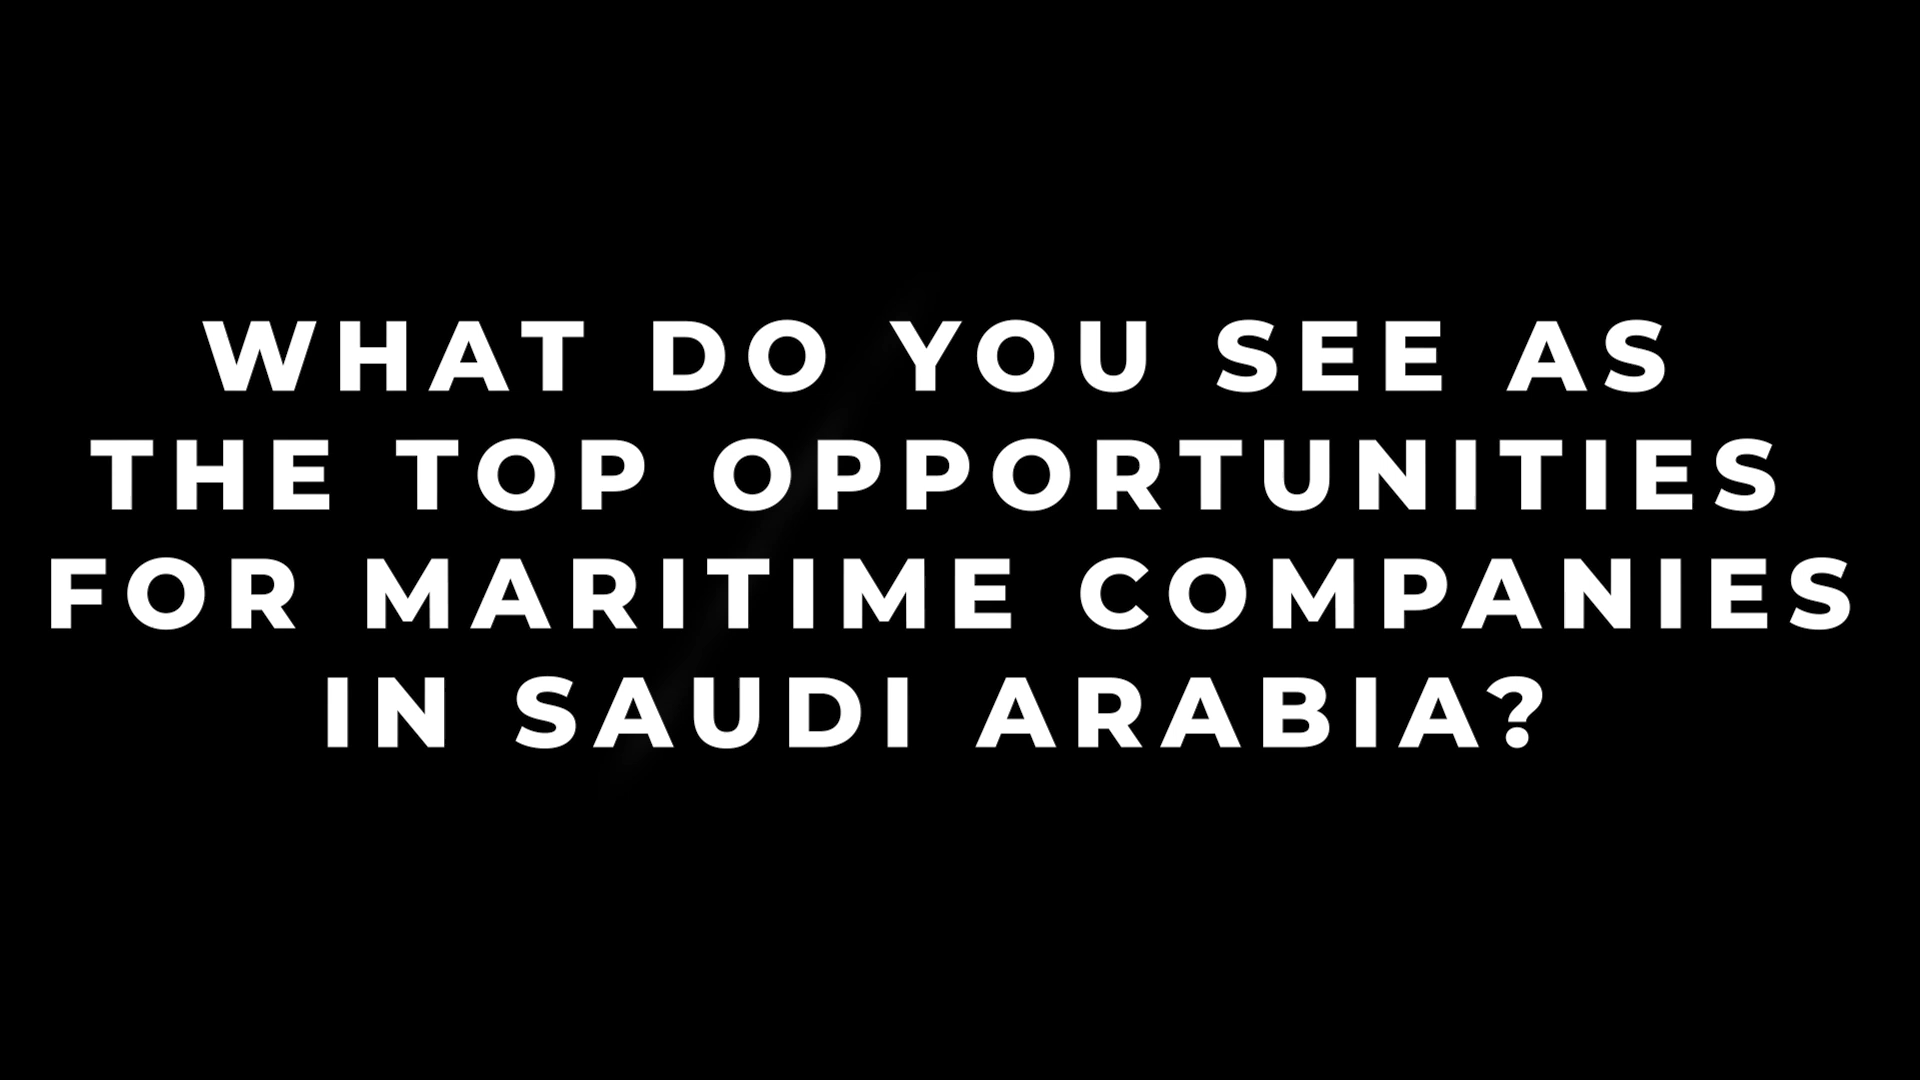 WHAT DO YOU SEE AS
THE TOP OPPORTUNITIES
FOR MARITIME COMPANIES
IN SAUDI ARABIA?